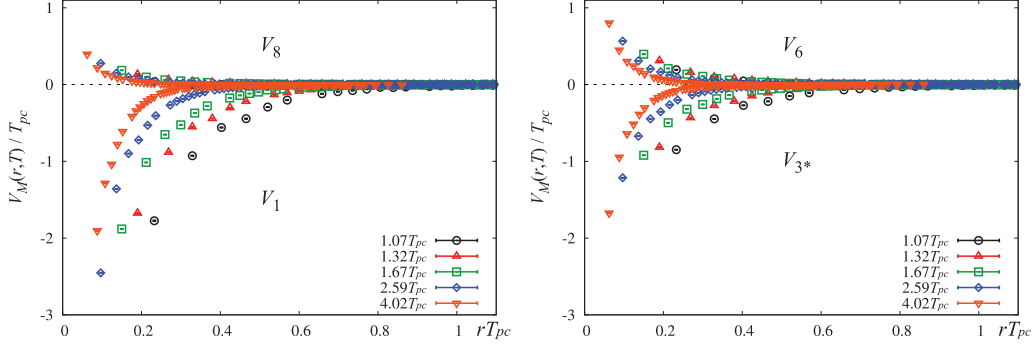 1
0
-1
-2
-3
V_M(r,T) / T_pc
V_8
V_1
1.07T_pc
1.32T_pc
1.67T_pc
2.59T_pc
4.02T_pc
0 0.2 0.4 0.6 0.8 1 rT_pc
1
0
-1
-2
-3
V_M(r,T) / T_pc
V_6
V_3*
1.07T_pc
1.32T_pc
1.67T_pc
2.59T_pc
4.02T_pc
0 0.2 0.4 0.6 0.8 1 rT_pc